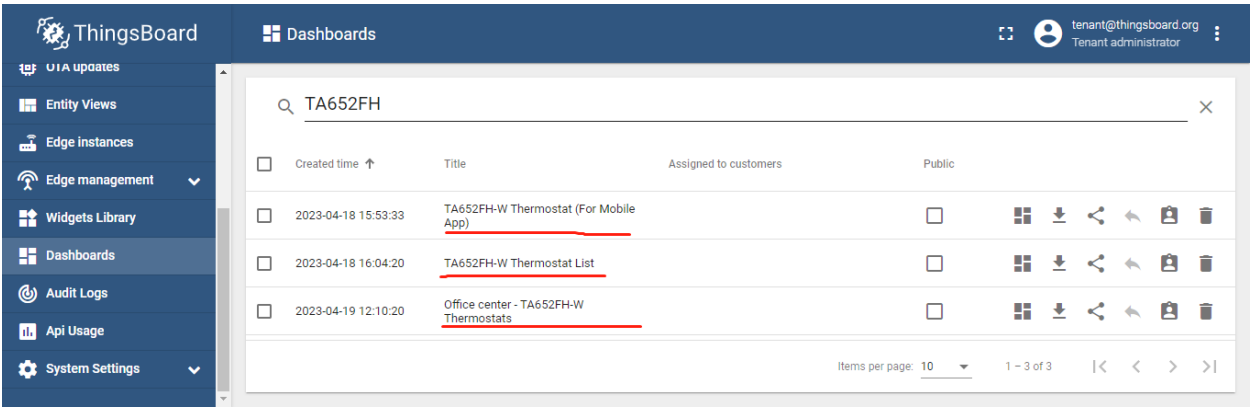 ThingsBoard
Dashboards
tenant@thingsboard.org
Tenant administrator
OTA updates
Entity Views
Edge instances
Edge management
Widgets Library
Dashboards
Audit Logs
Api Usage
System Settings
TA652FH
Created time
Title
Assigned to customers
Public
2023-04-18 15:53:33
TA652FH-W Thermostat (For Mobile
App)
2023-04-18 16:04:20
TA652FH-W Thermostat List
2023-04-19 12:10:20
Office center - TA652FH-W
Thermostats
Items per page: 10
1 – 3 of 3